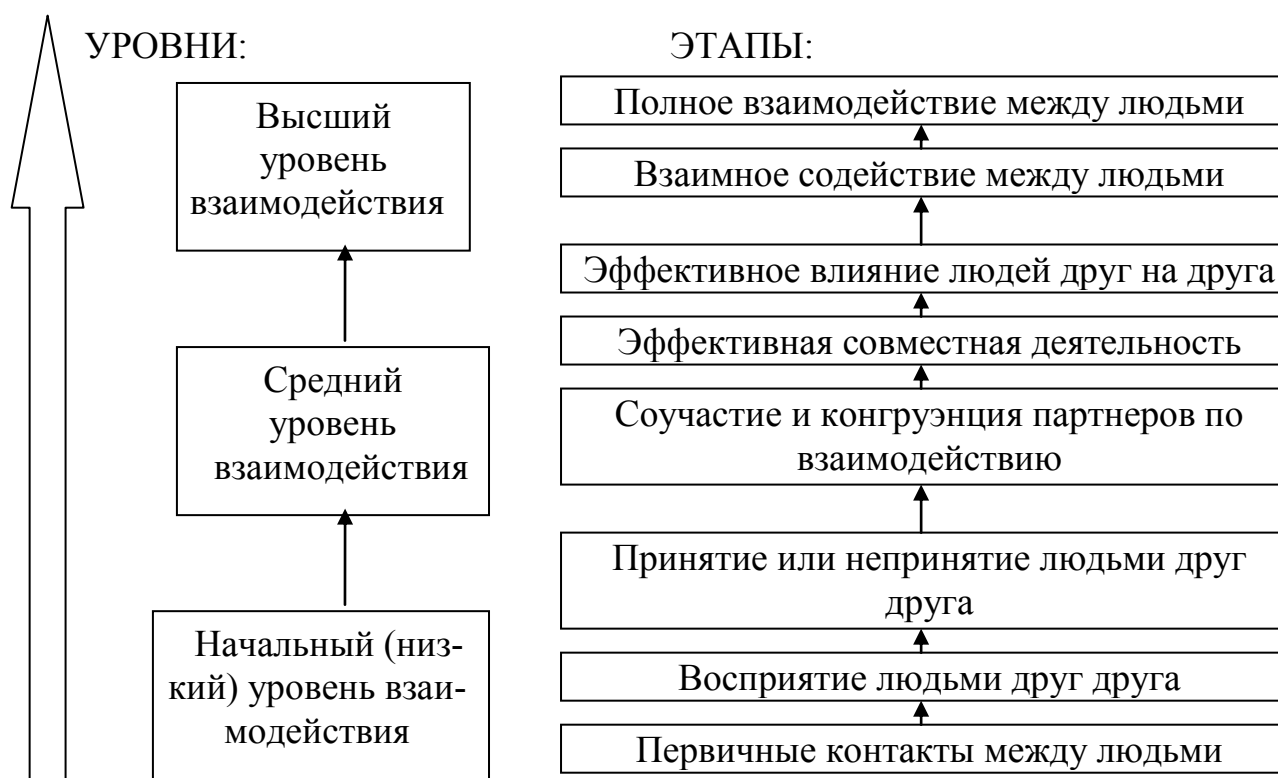 УРОВНИ:
Высший
уровень
взаимодействия
Средний
уровень
взаимодействия
Начальный (низ-
кий) уровень взаи-
модействия
ЭТАПЫ:
Полное взаимодействие между людьми
Взаимное содействие между людьми
Эффективное влияние людей друг на друга
Эффективная совместная деятельность
Соучастие и конгруэнция партнеров по
взаимодействию
Принятие или непринятие людьми друг
друга
Восприятие людьми друг друга
Первичные контакты между людьми